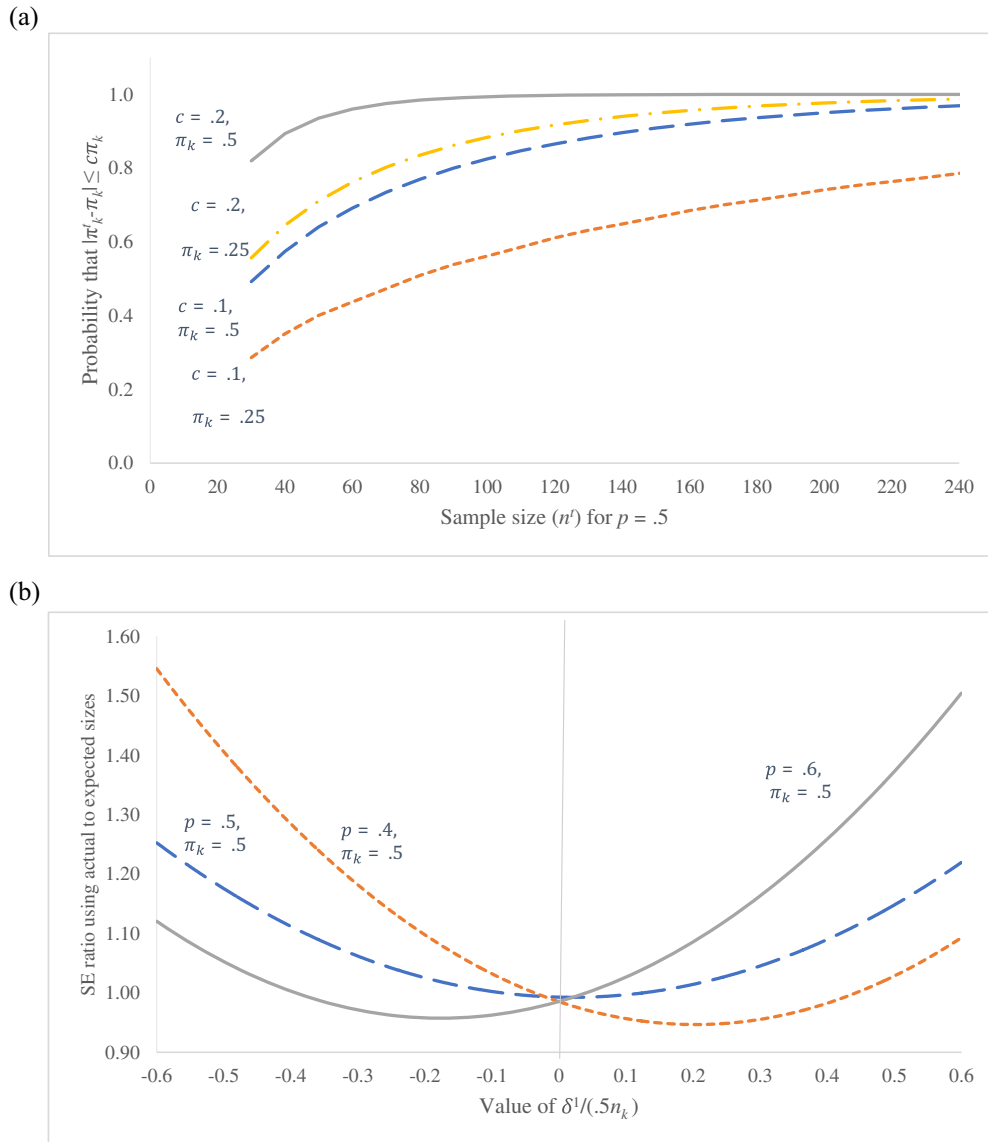 (a)
Probability that |π′ₖ-πₖ| ≤ cπₖ
1.0
0.8
0.6
0.4
0.2
0.0
c = .2,
πₖ = .5
c = .2,
πₖ = .25
c = .1,
πₖ = .5
c = .1,
πₖ = .25
0 20 40 60 80 100 120 140 160 180 200 220 240
Sample size (nᵗ) for p = .5
(b)
SE ratio using actual to expected sizes
1.60
1.50
1.40
1.30
1.20
1.10
1.00
0.90
p = .6,
πₖ = .5
p = .5,
πₖ = .5
p = .4,
πₖ = .5
-0.6 -0.5 -0.4 -0.3 -0.2 -0.1 0 0.1 0.2 0.3 0.4 0.5 0.6
Value of δ¹/(.5nₖ)